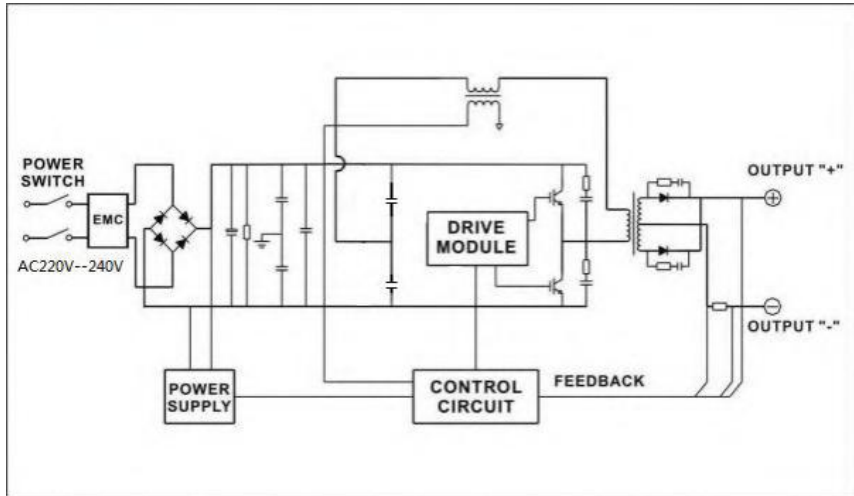 POWER
SWITCH
EMC
AC220V--240V
DRIVE
MODULE
OUTPUT "+"
OUTPUT "-"
POWER
SUPPLY
CONTROL
CIRCUIT
FEEDBACK